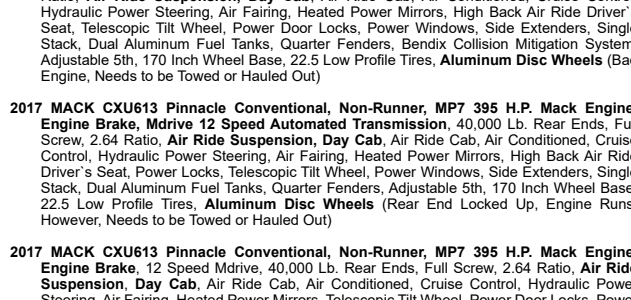 Hydraulic Power Steering, Air Fairing, Heated Power Mirrors, High Back Air Ride Driver`
Seat, Telescopic Tilt Wheel, Power Door Locks, Power Windows, Side Extenders, Singl
Stack, Dual Aluminum Fuel Tanks, Quarter Fenders, Bendix Collision Mitigation System
Adjustable 5th, 170 Inch Wheel Base, 22.5 Low Profile Tires, Aluminum Disc Wheels (Ba
Engine, Needs to be Towed or Hauled Out)
2017 MACK CXU613 Pinnacle Conventional, Non-Runner, MP7 395 H.P. Mack Engine
Engine Brake, Mdrive 12 Speed Automated Transmission, 40,000 Lb. Rear Ends, Fu
Screw, 2.64 Ratio, Air Ride Suspension, Day Cab, Air Ride Cab, Air Conditioned, Cruis
Control, Hydraulic Power Steering, Air Fairing, Heated Power Mirrors, High Back Air Rid
Driver`s Seat, Power Locks, Telescopic Tilt Wheel, Power Windows, Side Extenders, Singl
Stack, Dual Aluminum Fuel Tanks, Quarter Fenders, Adjustable 5th, 170 Inch Wheel Base
22.5 Low Profile Tires, Aluminum Disc Wheels (Rear End Locked Up, Engine Runs
However, Needs to be Towed or Hauled Out)
2017 MACK CXU613 Pinnacle Conventional, Non-Runner, MP7 395 H.P. Mack Engine
Engine Brake, 12 Speed Mdrive, 40,000 Lb. Rear Ends, Full Screw, 2.64 Ratio, Air Rid
Suspension, Day Cab, Air Ride Cab, Air Conditioned, Cruise Control, Hydraulic Powe
Steering, Air Fairing, Heated Power Mirrors, Telescopic Tilt Wheel, Power Door Locks, Powe